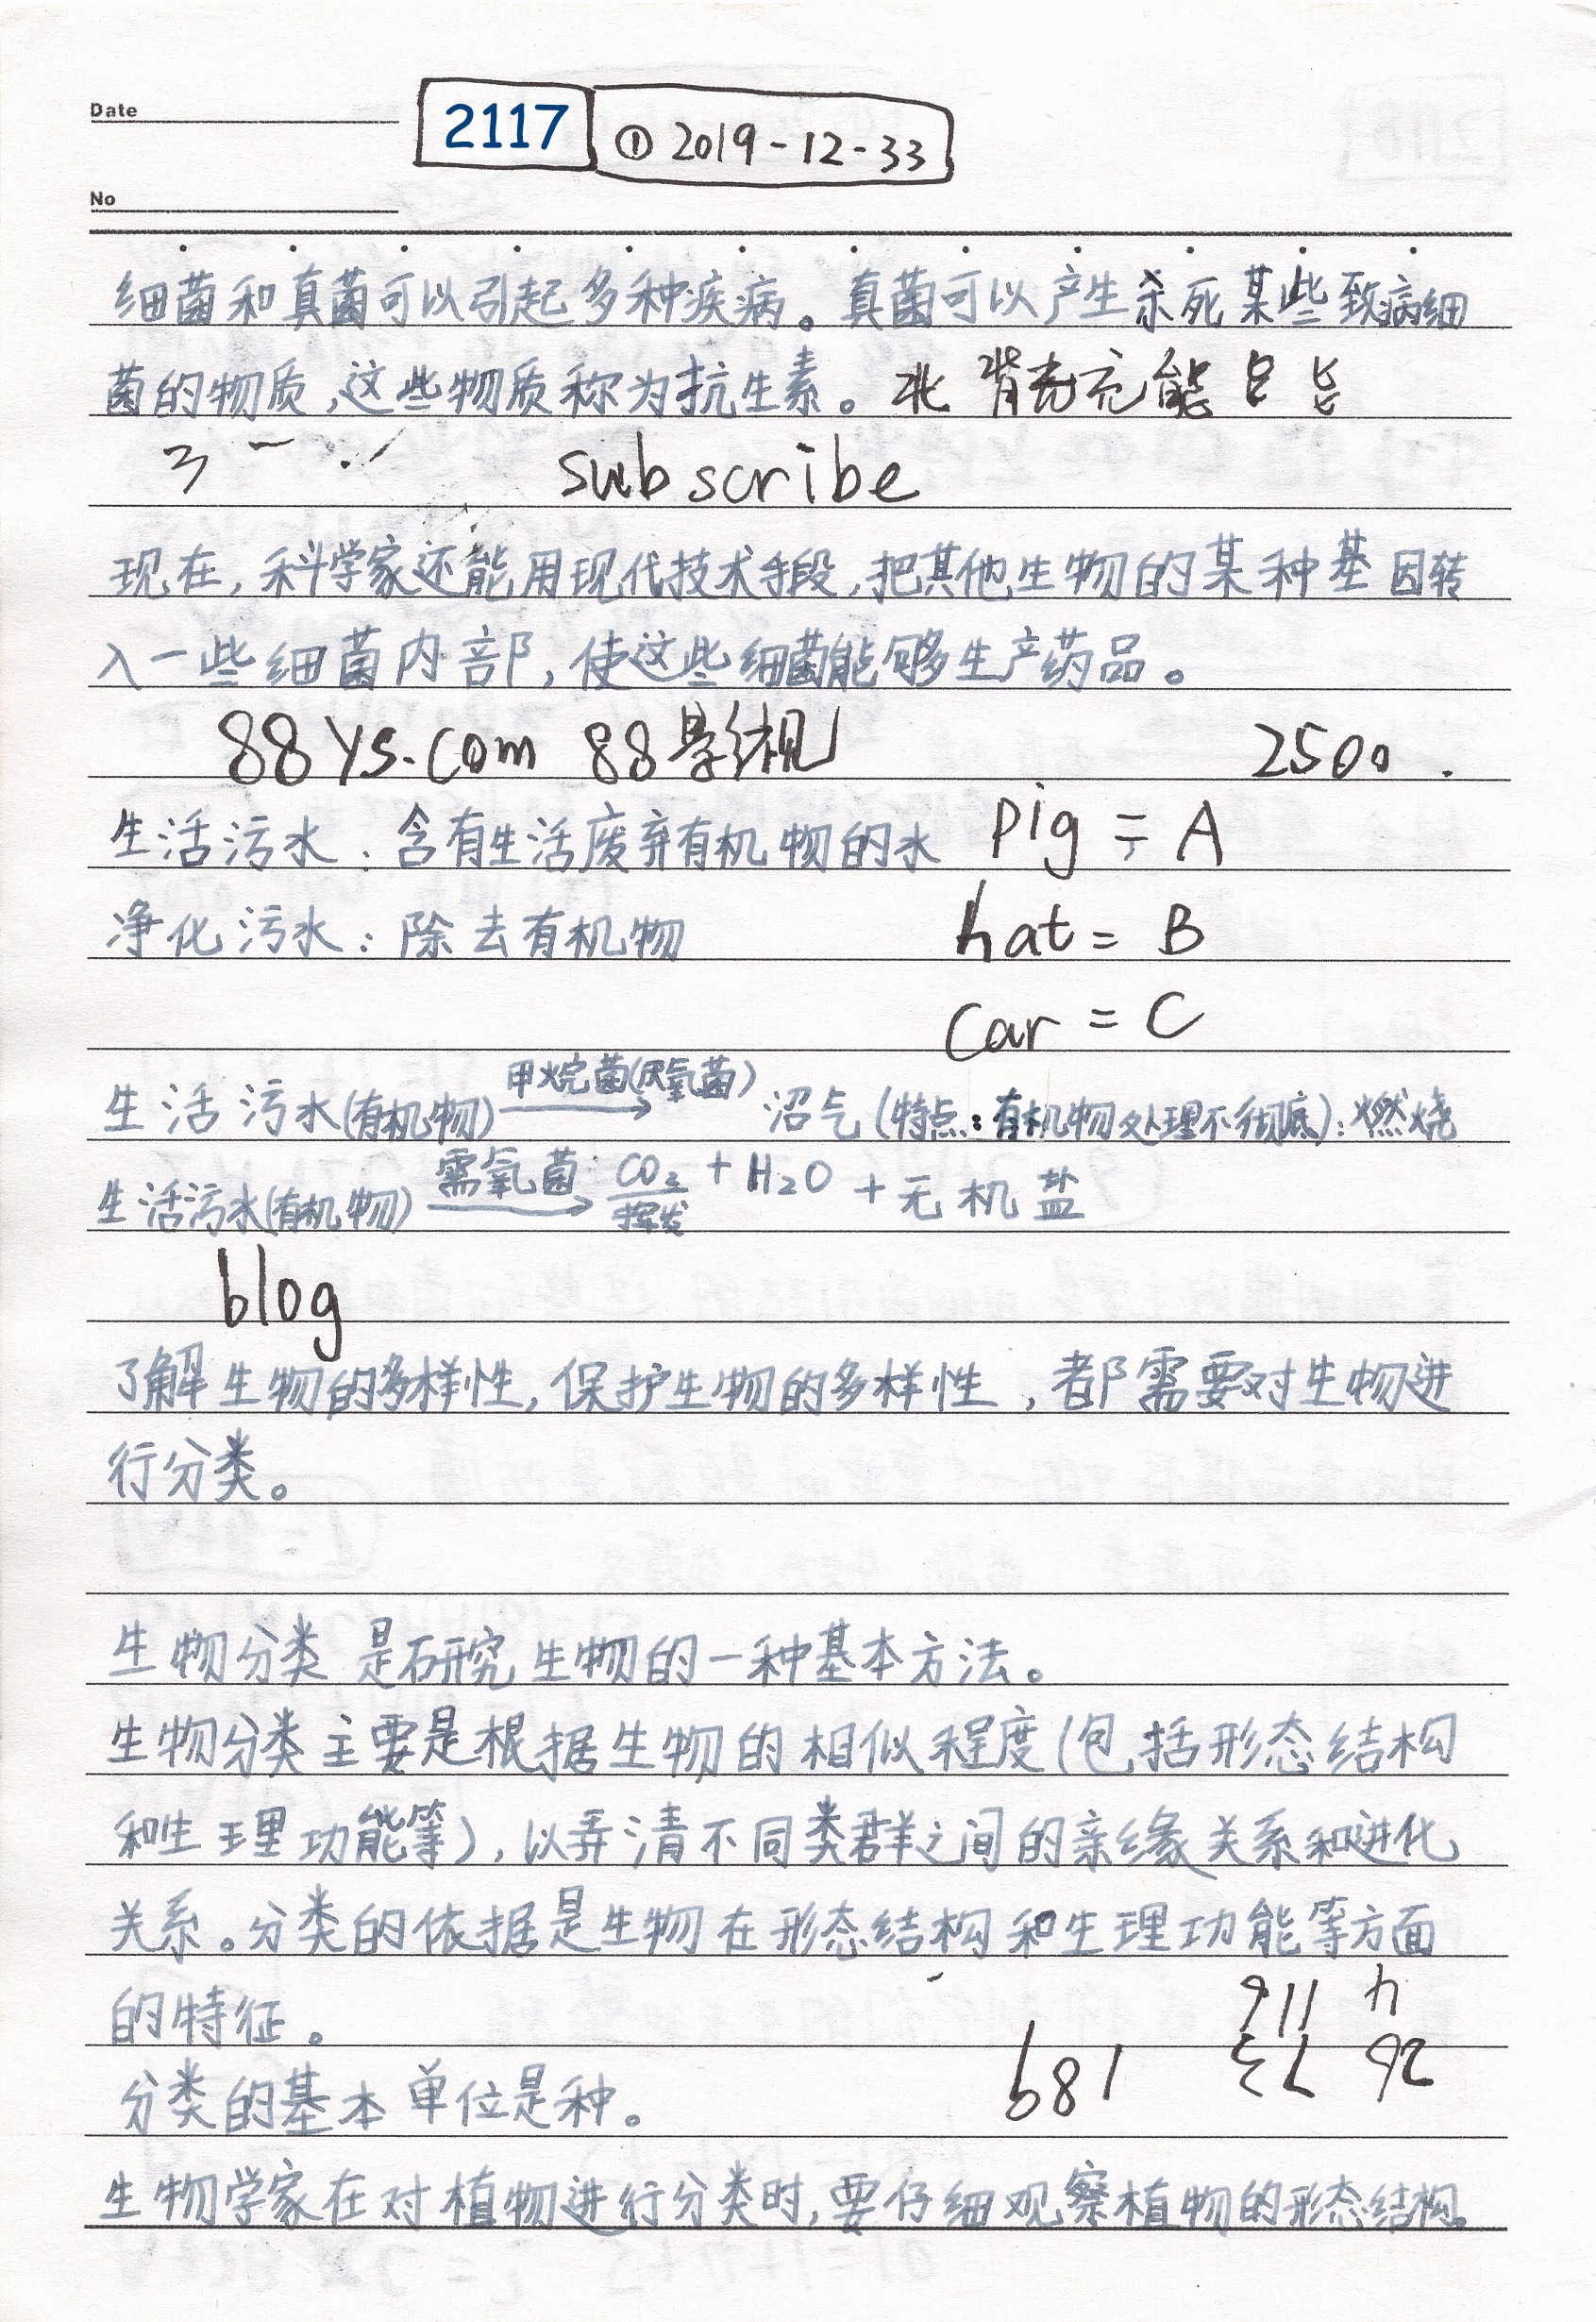 Date
2117 ① 2019-12-33
No
细菌和真菌可以引起多种疾病。真菌可以产生杀死某些致病细
菌的物质,这些物质称为抗生素。北 背壳充能
subscribe
现在,科学家还能用现代技术手段,把其他生物的某种基因转
入一些细菌内部,使这些细菌能够生产药品。
88ys.com 88影视 2500.
生活污水:含有生活废弃有机物的水 pig = A
净化污水:除去有机物 hat = B
Car = C
甲烷菌(厌氧菌)
生活污水(有机物) → 沼气(特点:有机物处理不彻底):燃烧
需氧菌
生活污水(有机物) → CO₂ + H₂O + 无机盐
挥发
blog
了解生物的多样性,保护生物的多样性,都需要对生物进
行分类。
生物分类是研究生物的一种基本方法。
生物分类主要是根据生物的相似程度(包括形态结构
和生理功能等),以弄清不同类群之间的亲缘关系和进化
关系。分类的依据是生物在形态结构和生理功能等方面
的特征。
分类的基本单位是种。
生物学家在对植物进行分类时,要仔细观察植物的形态结构。